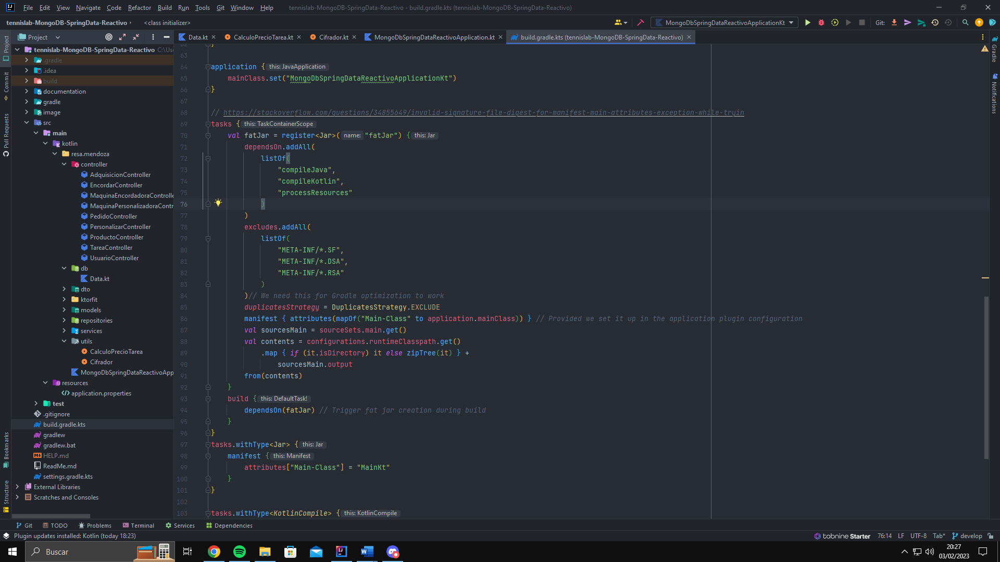 File Edit View Navigate Code Refactor Build Run Tools Git Window Help tennislab-MongoDB-SpringData-Reactivo - build.gradle.kts (tennislab-MongoDB-SpringData-Reactivo)
tennislab-MongoDB-SpringData-Reactivo <class initializer> MongoDbSpringDataReactivoApplicationKt Git:
Project
Data.kt CalculoPrecioTarea.kt Cifrador.kt MongoDbSpringDataReactivoApplication.kt build.gradle.kts (tennislab-MongoDB-SpringData-Reactivo)
Project
Commit
Pull Requests
Bookmarks
Structure
tennislab-MongoDB-SpringData-Reactivo C:\Use
.gradle
.idea
build
documentation
gradle
image
src
main
kotlin
resa.mendoza
controller
AdquisicionController
EncordarController
MaquinaEncordadoraControlle
MaquinaPersonalizadoraContr
PedidoController
PersonalizarController
ProductoController
TareaController
UsuarioController
db
Data.kt
dto
ktorfit
models
repositories
services
utils
CalculoPrecioTarea
Cifrador
MongoDbSpringDataReactivoApp
resources
application.properties
test
.gitignore
build.gradle.kts
gradlew
gradlew.bat
HELP.md
ReadMe.md
settings.gradle.kts
External Libraries
Scratches and Consoles
62 }
63
64 application { this: JavaApplication
65 mainClass.set("MongoDbSpringDataReactivoApplicationKt")
66 }
67
68 // https://stackoverflow.com/questions/34855649/invalid-signature-file-digest-for-manifest-main-attributes-exception-while-tryin
69 tasks { this: TaskContainerScope
70 val fatJar = register<Jar>( name: "fatJar") { this: Jar
71 dependsOn.addAll(
72 listOf(
73 "compileJava",
74 "compileKotlin",
75 "processResources"
76 )
77 )
78 excludes.addAll(
79 listOf(
80 "META-INF/*.SF",
81 "META-INF/*.DSA",
82 "META-INF/*.RSA"
83 )
84 )// We need this for Gradle optimization to work
85 duplicatesStrategy = DuplicatesStrategy.EXCLUDE
86 manifest { attributes(mapOf("Main-Class" to application.mainClass)) } // Provided we set it up in the application plugin configuration
87 val sourcesMain = sourceSets.main.get()
88 val contents = configurations.runtimeClasspath.get()
89 .map { if (it.isDirectory) it else zipTree(it) } +
90 sourcesMain.output
91 from(contents)
92 }
93 build { this: DefaultTask!
94 dependsOn(fatJar) // Trigger fat jar creation during build
95 }
96 }
97 tasks.withType<Jar> { this: Jar
98 manifest { this: Manifest
99 attributes["Main-Class"] = "MainKt"
100 }
101 }
102
103 tasks.withType<KotlinCompile> { this: KotlinCompile
Gradle
Notifications
Git TODO Problems Terminal Services Dependencies
Plugin updates installed: Kotlin (today 18:23) tabnine Starter 76:14 LF UTF-8 Tab* develop
Buscar
20:27
03/02/2023